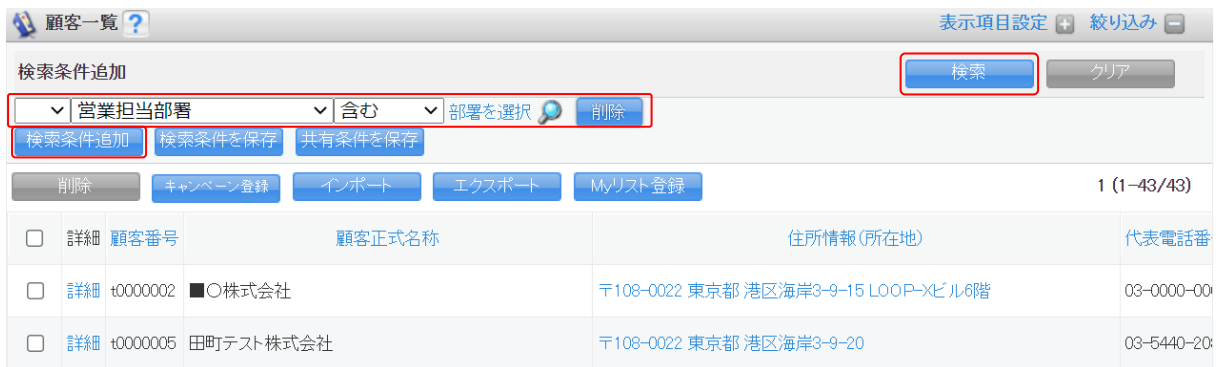 顧客一覧 ? 表示項目設定 絞り込み
検索条件追加 検索 クリア
営業担当部署 含む 部署を選択 削除
検索条件追加 検索条件を保存 共有条件を保存
削除 キャンペーン登録 インポート エクスポート Myリスト登録 1 (1-43/43)
詳細 顧客番号 顧客正式名称 住所情報(所在地) 代表電話番
詳細 t0000002 ■〇株式会社 〒108-0022 東京都 港区海岸3-9-15 LOOP-Xビル6階 03-0000-00
詳細 t0000005 田町テスト株式会社 〒108-0022 東京都 港区海岸3-9-20 03-5440-20